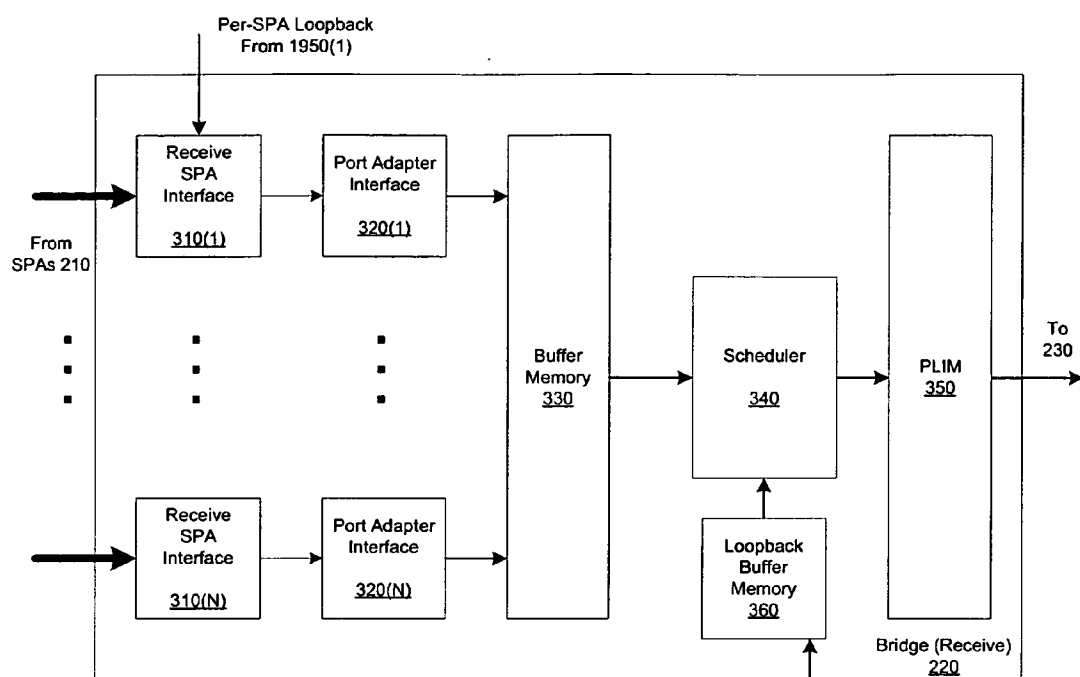 Per-SPA Loopback
From 1950(1)
Receive
SPA
Interface
310(1)
Port Adapter
Interface
320(1)
From
SPAs 210
Buffer
Memory
330
Scheduler
340
PLIM
350
To
230
Receive
SPA
Interface
310(N)
Port Adapter
Interface
320(N)
Loopback
Buffer
Memory
360
Bridge (Receive)
220